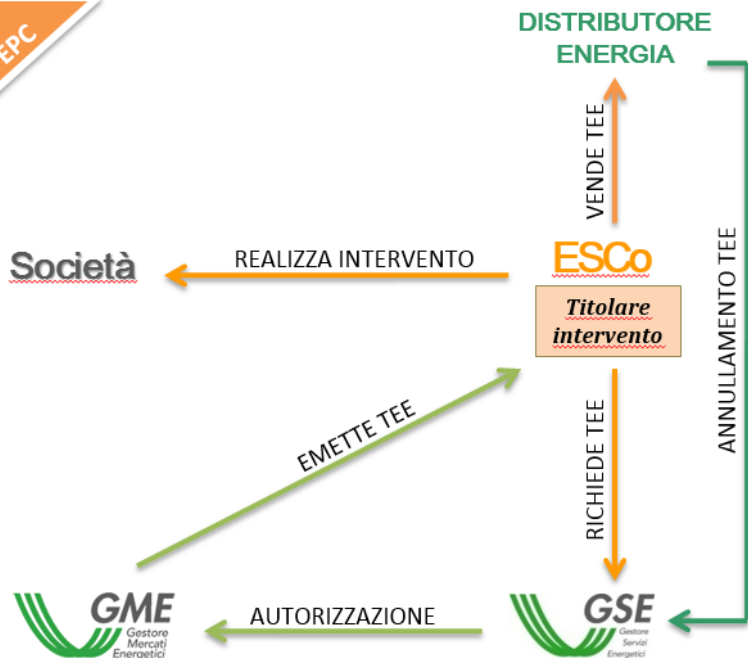 EPC
DISTRIBUTORE
ENERGIA
VENDE TEE
ANNULLAMENTO TEE
Società
REALIZZA INTERVENTO
ESCo
Titolare
intervento
EMETTE TEE
RICHIEDE TEE
GME
Gestore
Mercati
Energetici
AUTORIZZAZIONE
GSE
Gestore
Servizi
Energetici